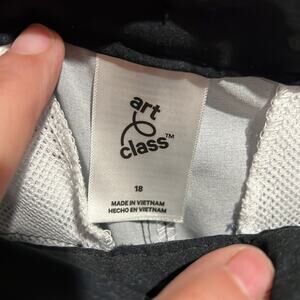 art
class™
18
MADE IN VIETNAM
HECHO EN VIETNAM